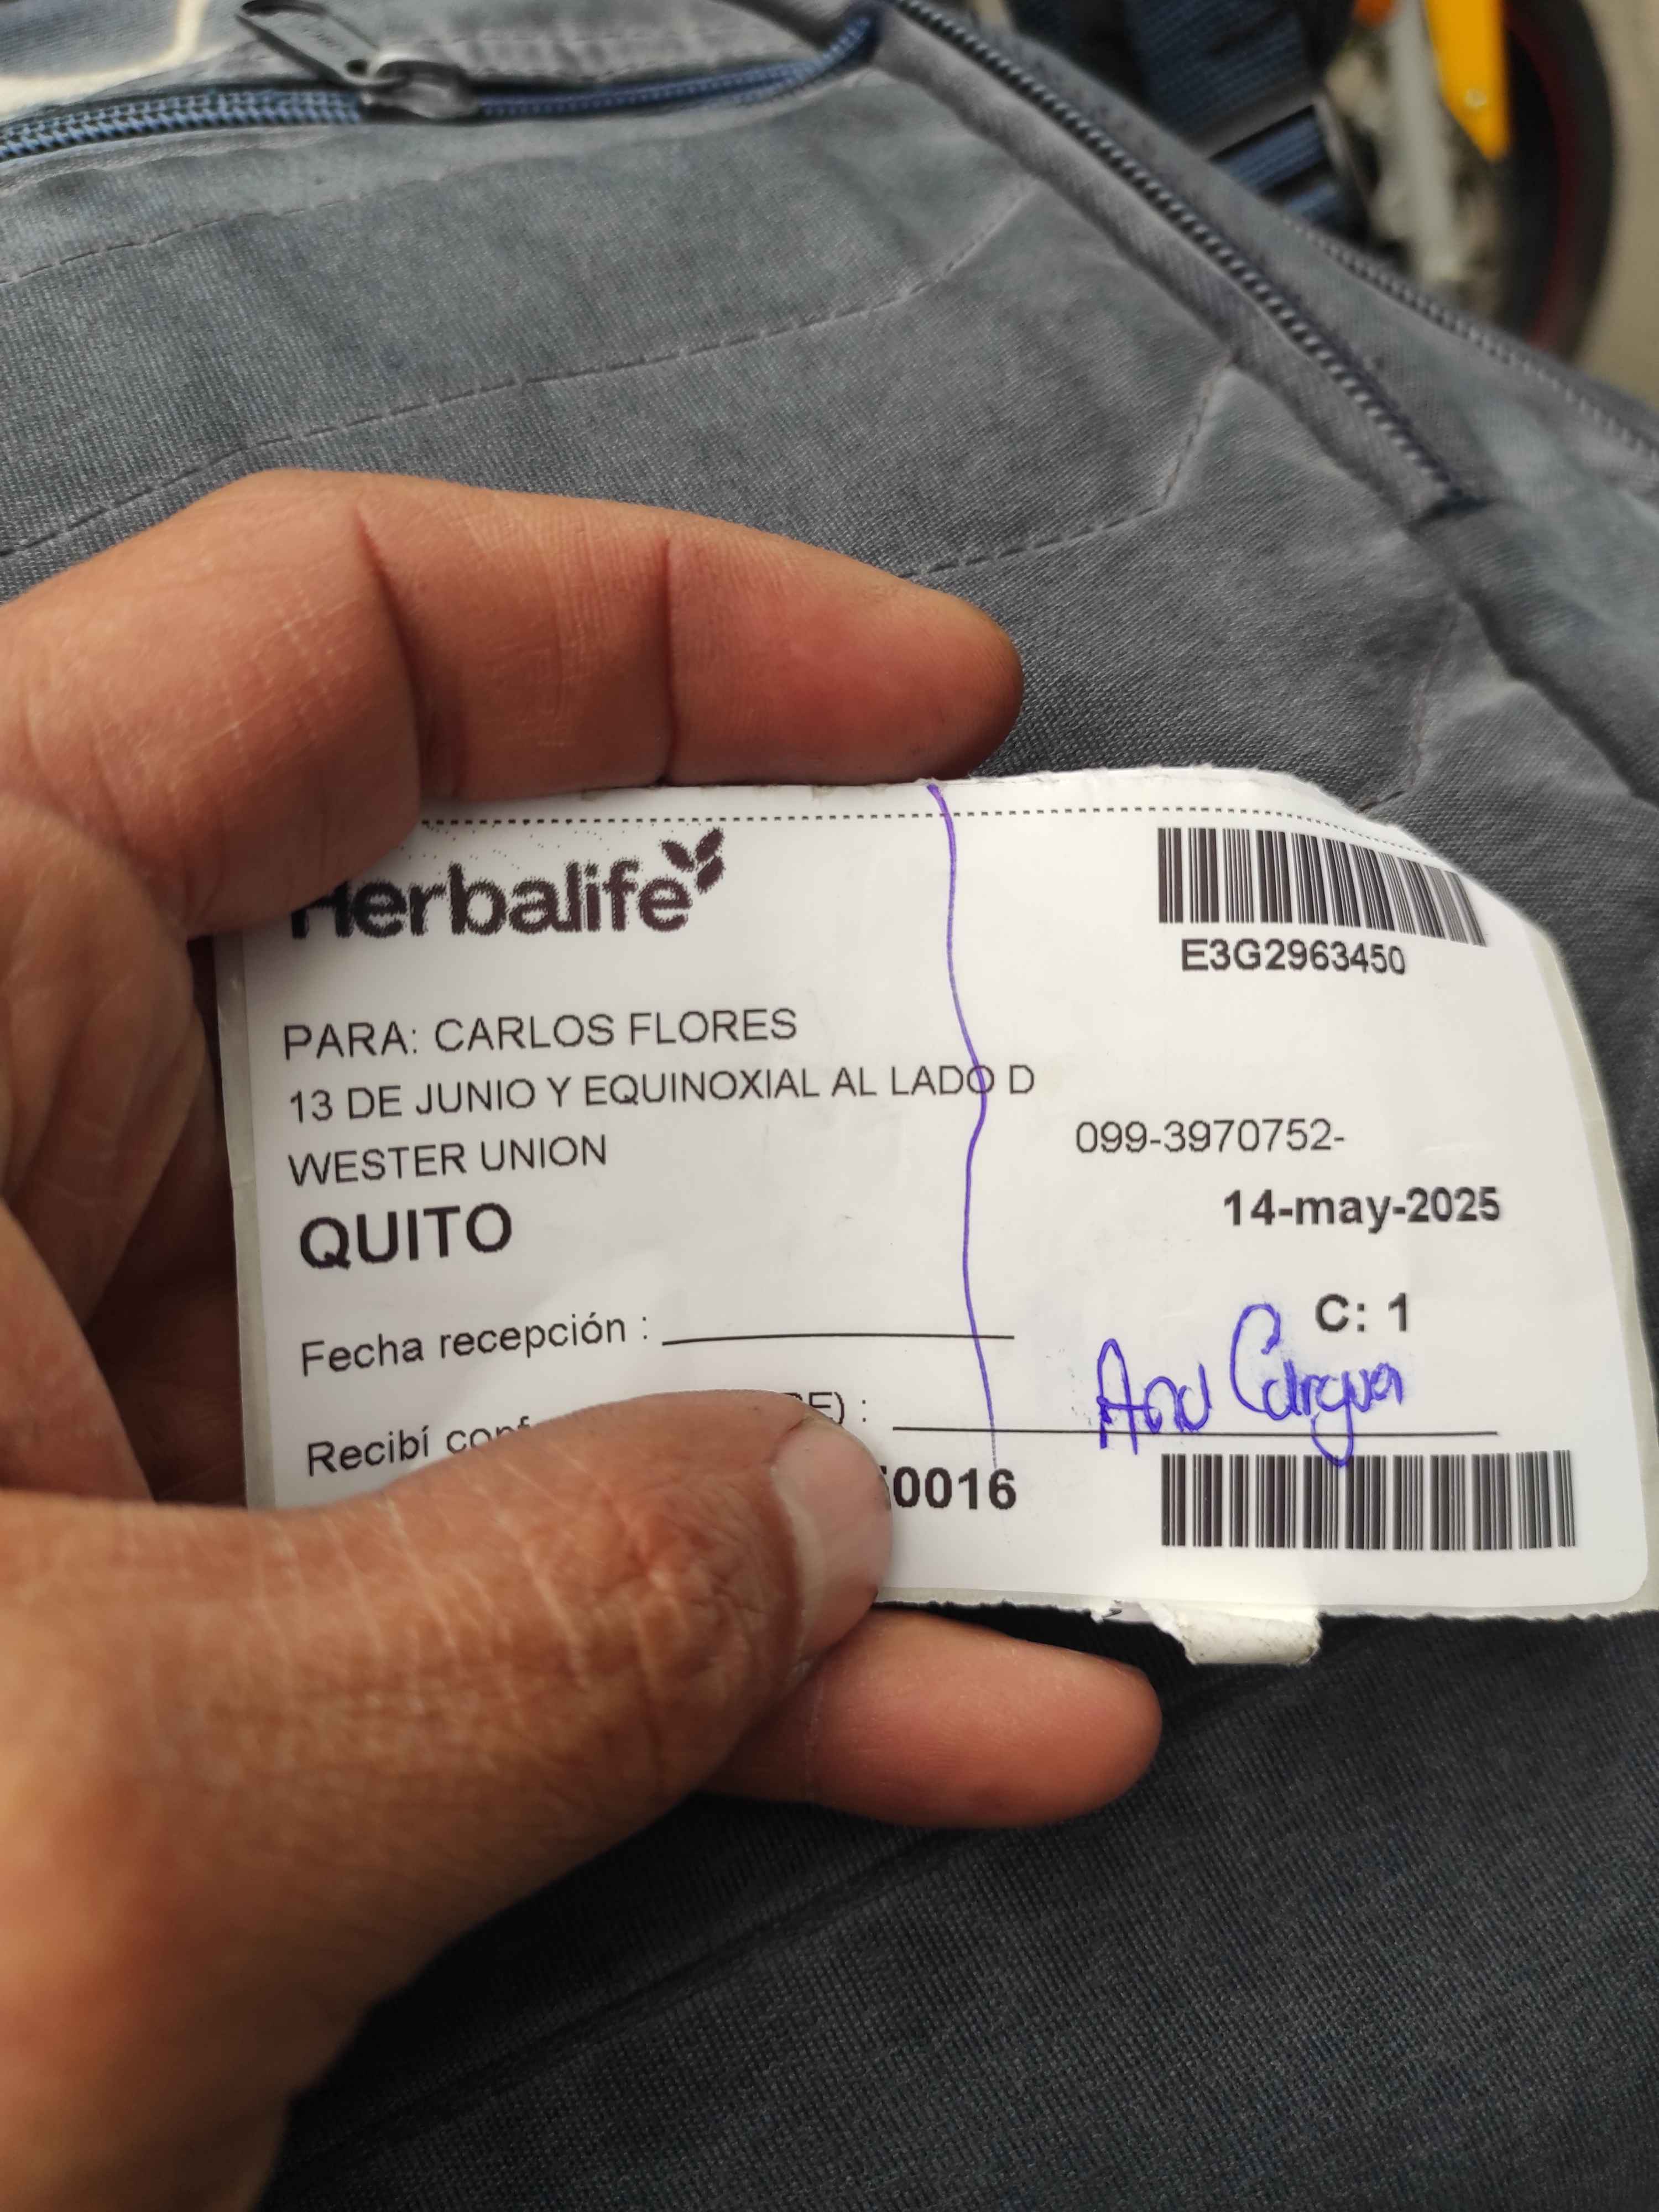 Herbalife
E3G2963450
PARA: CARLOS FLORES
13 DE JUNIO Y EQUINOXIAL AL LADO D
WESTER UNION
099-3970752-
QUITO
14-may-2025
C: 1
Fecha recepción :
Recibí E) :
Ana
0016